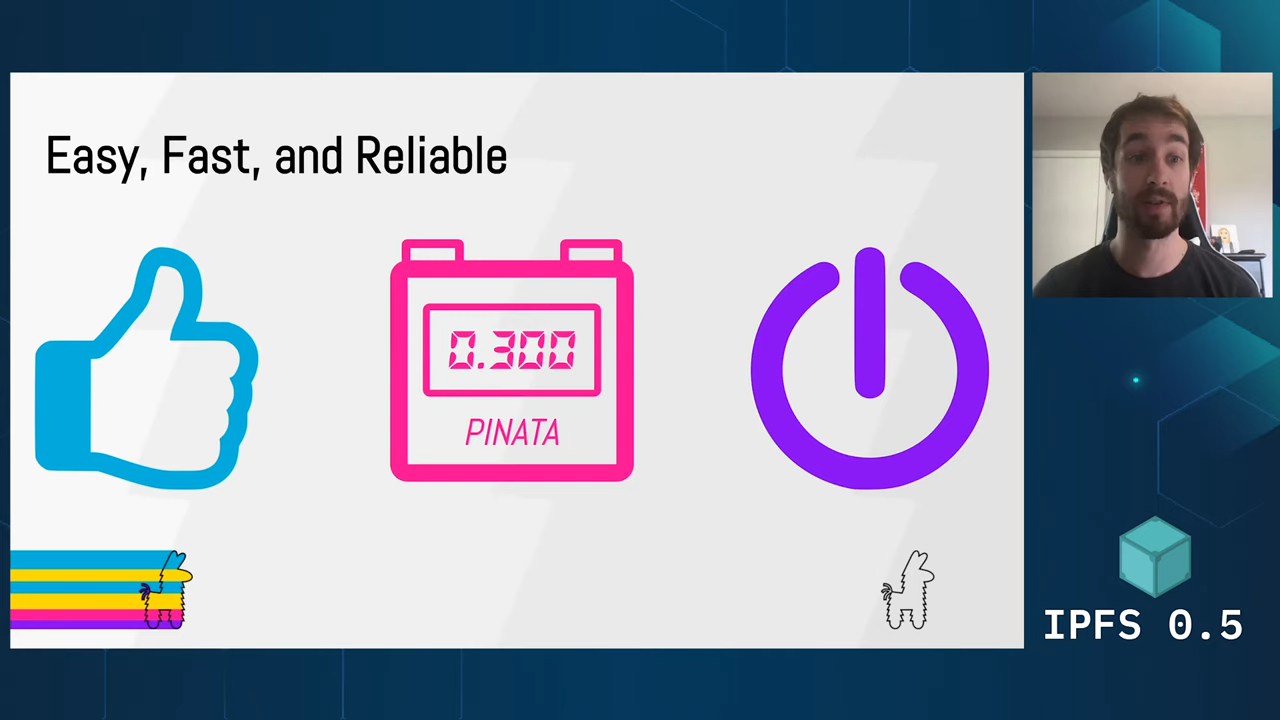 Easy, Fast, and Reliable
0.300
PINATA
IPFS 0.5